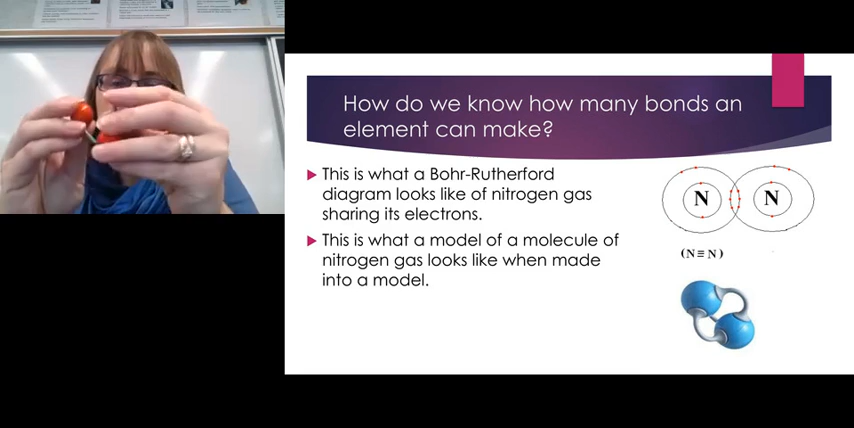 How do we know how many bonds an
element can make?
This is what a Bohr-Rutherford
diagram looks like of nitrogen gas
sharing its electrons.
N N
(N≡N)
This is what a model of a molecule of
nitrogen gas looks like when made
into a model.